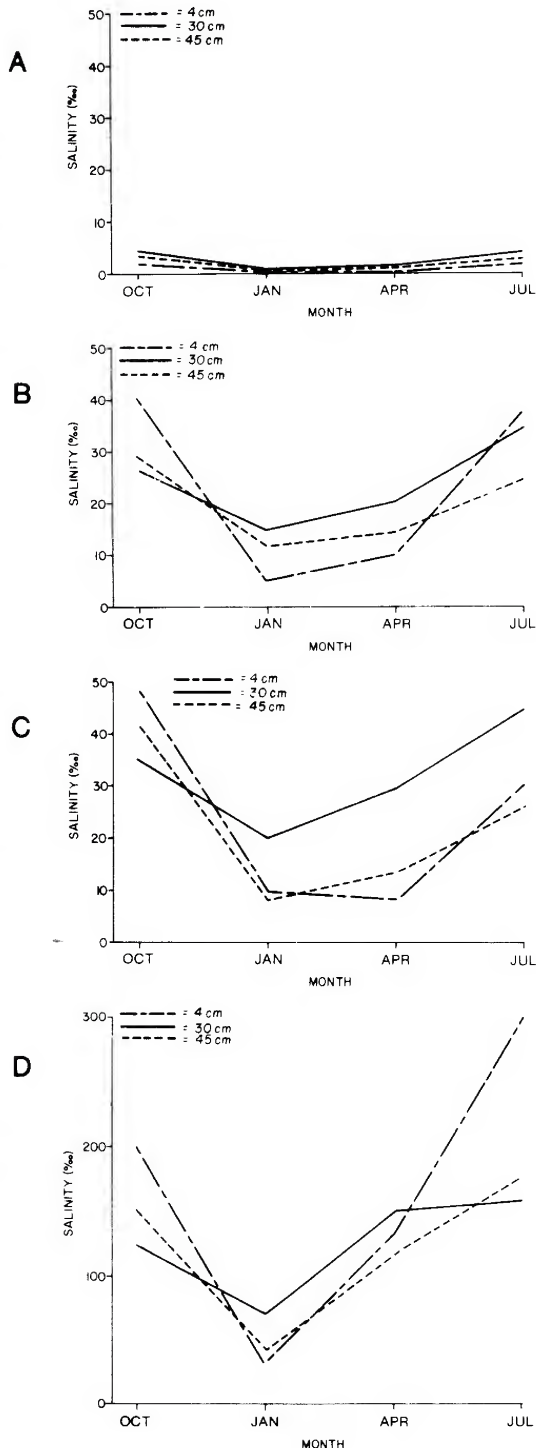 = 4 cm
= 30 cm
= 45 cm
A
50
40
30
20
10
0
SALINITY (‰)
OCT JAN APR JUL
MONTH
= 4 cm
= 30 cm
= 45 cm
B
50
40
30
20
10
0
SALINITY (‰)
OCT JAN APR JUL
MONTH
= 4 cm
= 30 cm
= 45 cm
C
50
40
30
20
10
0
SALINITY (‰)
OCT JAN APR JUL
MONTH
= 4 cm
= 30 cm
= 45 cm
D
300
200
100
0
SALINITY (‰)
OCT JAN APR JUL
MONTH